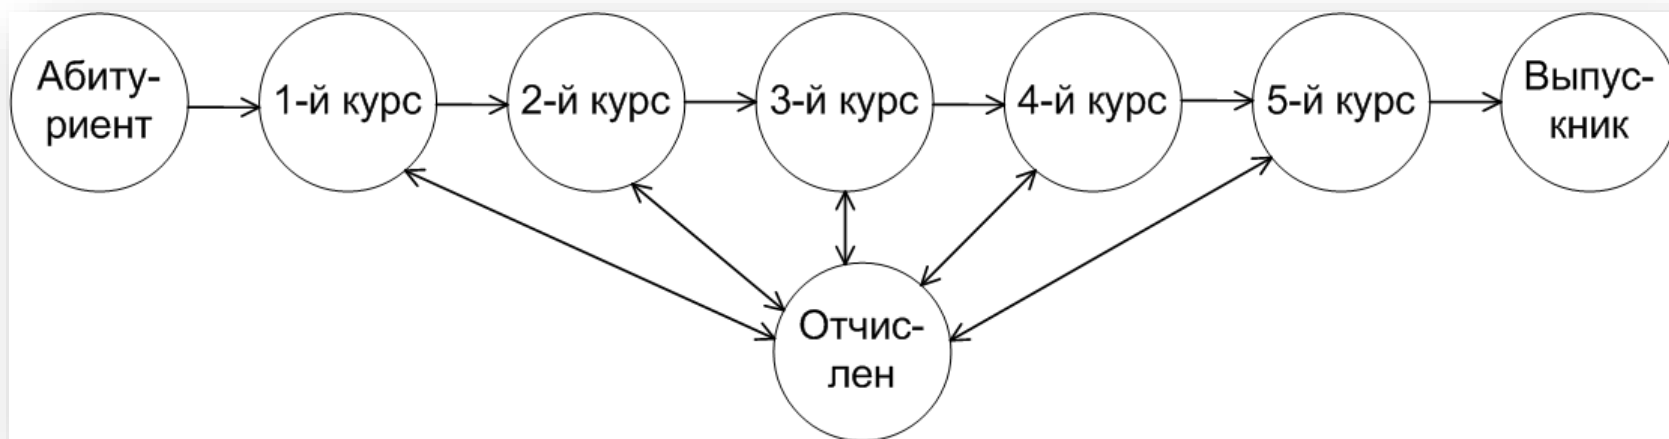 Абиту-
риент
1-й курс
2-й курс
3-й курс
4-й курс
5-й курс
Выпус-
кник
Отчис-
лен